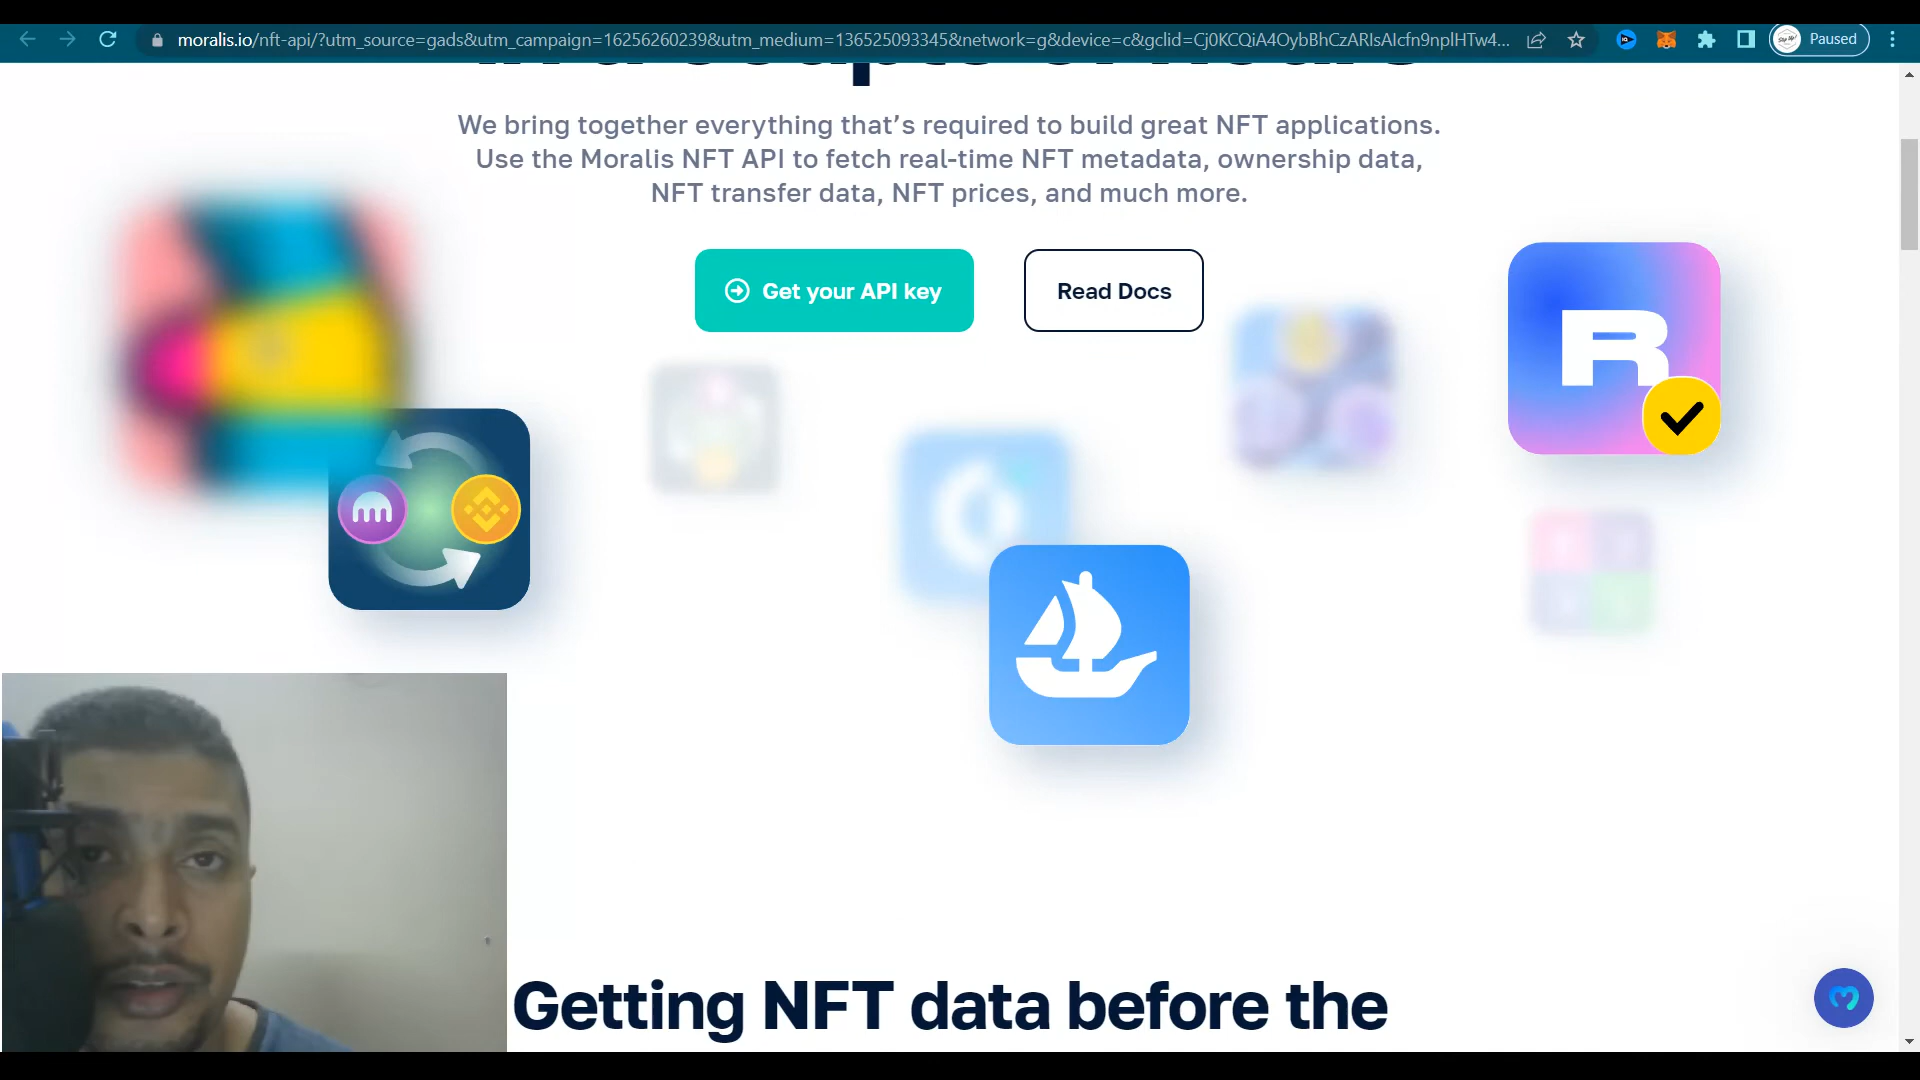 moralis.io/nft-api/?utm_source=gads&utm_campaign=16256260239&utm_medium=136525093345&network=g&device=c&gclid=Cj0KCQiA4OybBhCzARIsAIcfn9nplHTw4...
Paused
We bring together everything that’s required to build great NFT applications.
Use the Moralis NFT API to fetch real-time NFT metadata, ownership data,
NFT transfer data, NFT prices, and much more.
Get your API key
Read Docs
R
Getting NFT data before the